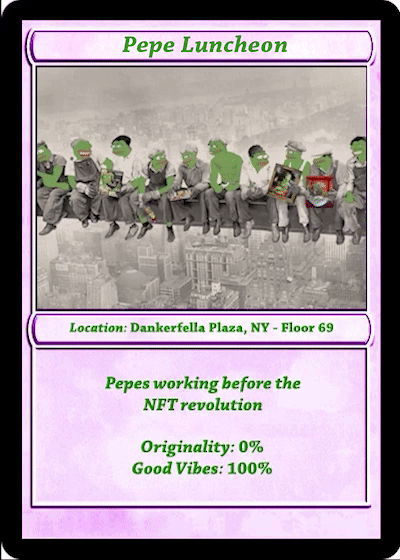 Pepe Luncheon
Location: Dankerfella Plaza, NY - Floor 69
Pepes working before the
NFT revolution
Originality: 0%
Good Vibes: 100%